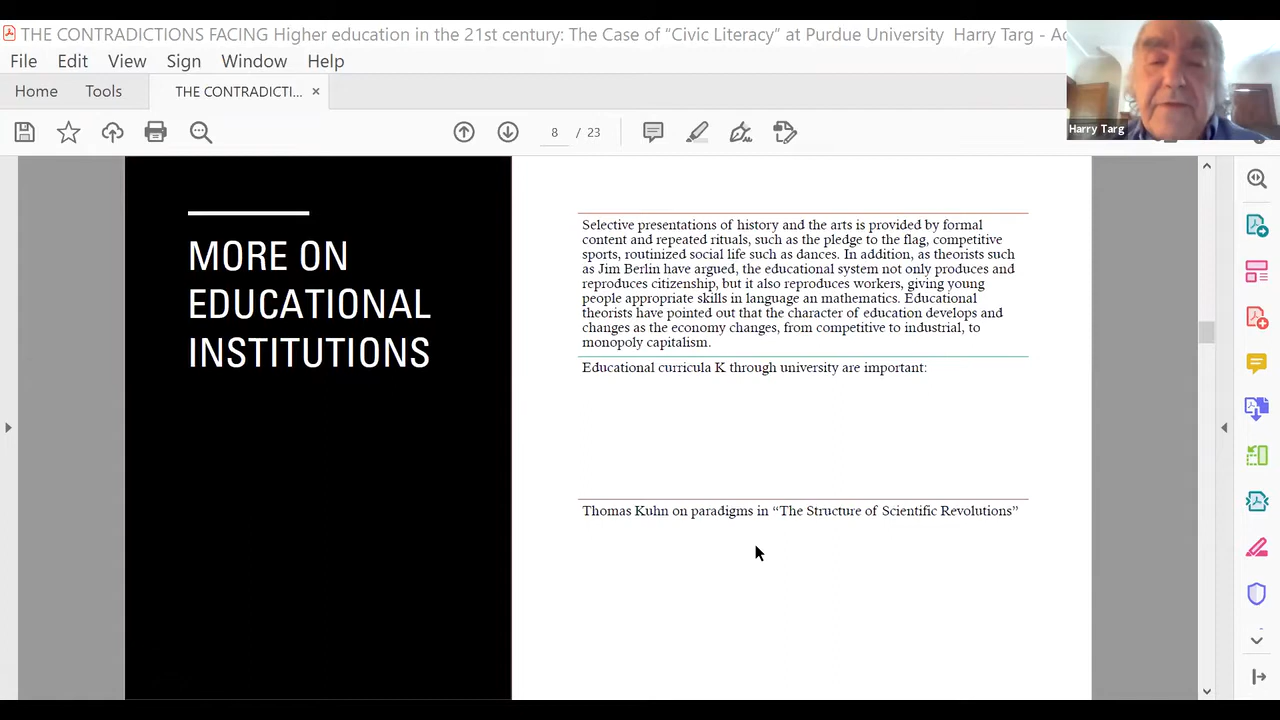 THE CONTRADICTIONS FACING Higher education in the 21st century: The Case of "Civic Literacy" at Purdue University Harry Targ - Ac
File Edit View Sign Window Help
Harry Targ
Home Tools THE CONTRADICTI... ×
8 / 23
MORE ON
EDUCATIONAL
INSTITUTIONS
Selective presentations of history and the arts is provided by formal
content and repeated rituals, such as the pledge to the flag, competitive
sports, routinized social life such as dances. In addition, as theorists such
as Jim Berlin have argued, the educational system not only produces and
reproduces citizenship, but it also reproduces workers, giving young
people appropriate skills in language an mathematics. Educational
theorists have pointed out that the character of education develops and
changes as the economy changes, from competitive to industrial, to
monopoly capitalism.
Educational curricula K through university are important:
Thomas Kuhn on paradigms in “The Structure of Scientific Revolutions”